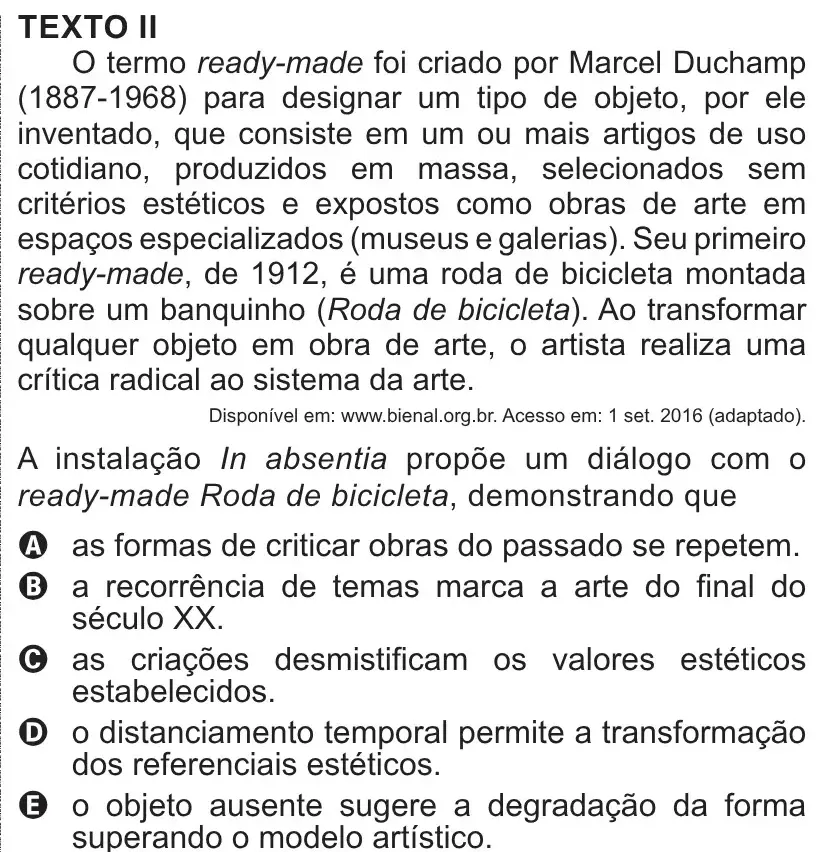 TEXTO II
O termo ready-made foi criado por Marcel Duchamp
(1887-1968) para designar um tipo de objeto, por ele
inventado, que consiste em um ou mais artigos de uso
cotidiano, produzidos em massa, selecionados sem
critérios estéticos e expostos como obras de arte em
espaços especializados (museus e galerias). Seu primeiro
ready-made, de 1912, é uma roda de bicicleta montada
sobre um banquinho (Roda de bicicleta). Ao transformar
qualquer objeto em obra de arte, o artista realiza uma
crítica radical ao sistema da arte.
Disponível em: www.bienal.org.br. Acesso em: 1 set. 2016 (adaptado).
A instalação In absentia propõe um diálogo com o
ready-made Roda de bicicleta, demonstrando que
A as formas de criticar obras do passado se repetem.
B a recorrência de temas marca a arte do final do
século XX.
C as criações desmistificam os valores estéticos
estabelecidos.
D o distanciamento temporal permite a transformação
dos referenciais estéticos.
E o objeto ausente sugere a degradação da forma
superando o modelo artístico.